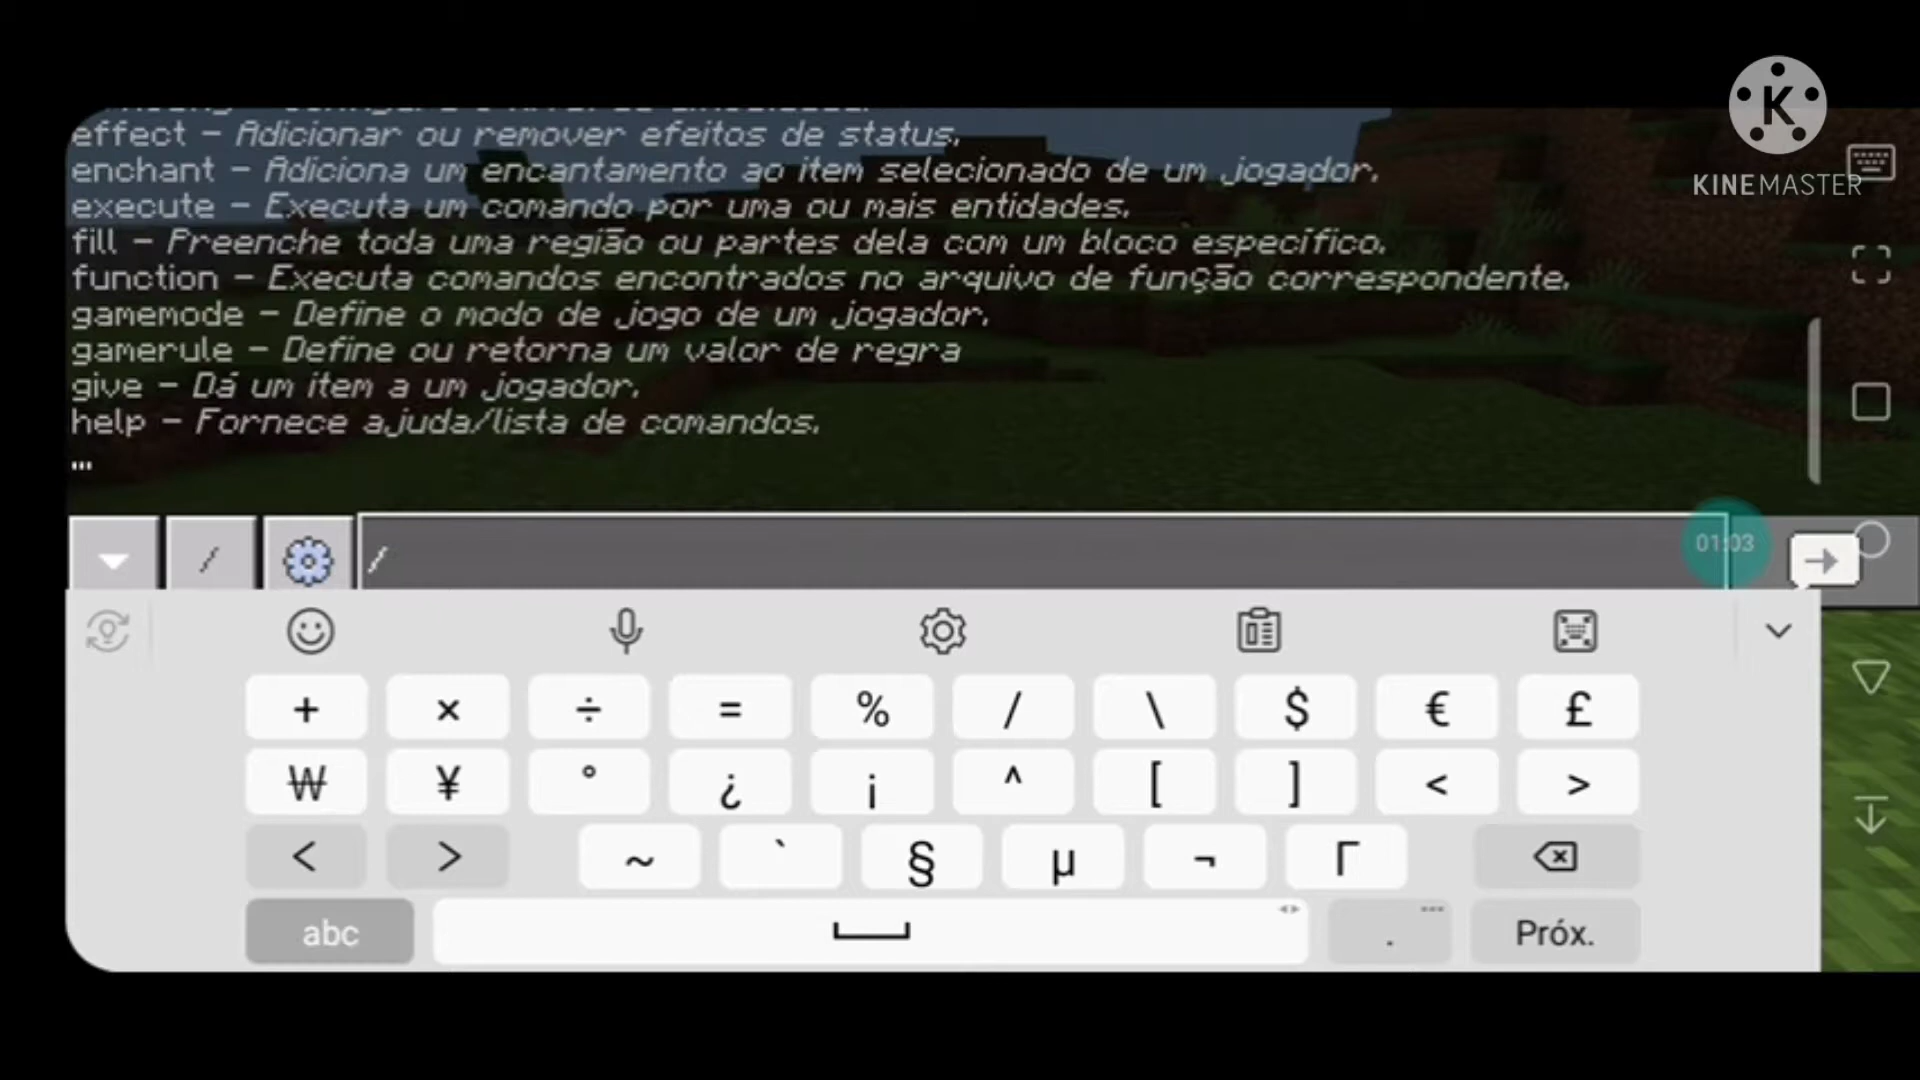 KINEMASTER
effect - Adicionar ou remover efeitos de status.
enchant - Adiciona um encantamento ao item selecionado de um jogador.
execute - Executa um comando por uma ou mais entidades.
fill - Preenche toda uma região ou partes dela com um bloco específico.
function - Executa comandos encontrados no arquivo de função correspondente.
gamemode - Define o modo de jogo de um jogador.
gamerule - Define ou retorna um valor de regra
give - Dá um item a um jogador.
help - Fornece ajuda/lista de comandos.
...
/ /
01:03
+ × ÷ = % / \ $ € £
₩ ¥ ° ¿ ¡ ^ [ ] < >
< > ~ ` § μ ¬ Γ
abc . Próx.